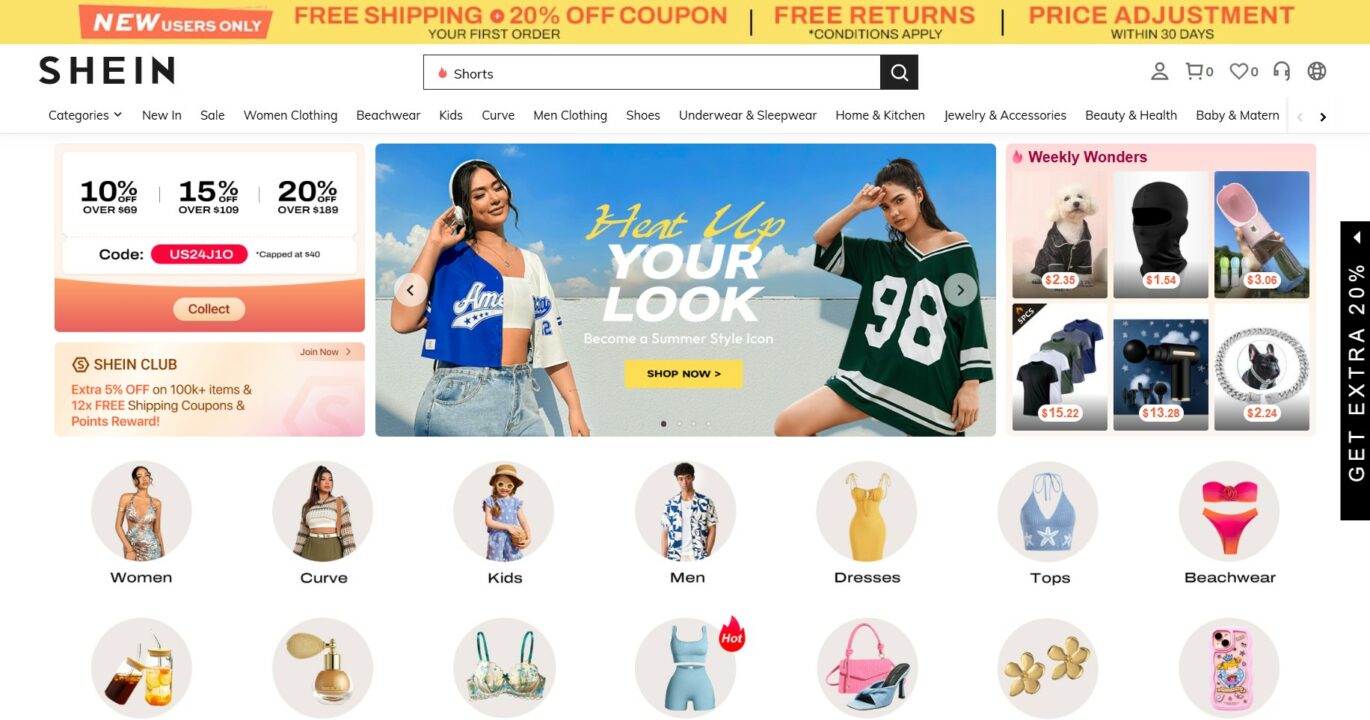 NEW USERS ONLY
FREE SHIPPING + 20% OFF COUPON
YOUR FIRST ORDER
FREE RETURNS
*CONDITIONS APPLY
PRICE ADJUSTMENT
WITHIN 30 DAYS
SHEIN
Shorts
0
0
Categories
New In
Sale
Women Clothing
Beachwear
Kids
Curve
Men Clothing
Shoes
Underwear & Sleepwear
Home & Kitchen
Jewelry & Accessories
Beauty & Health
Baby & Matern
10% OFF
OVER $69
15% OFF
OVER $109
20% OFF
OVER $189
Code: US24J1O *Capped at $40
Collect
SHEIN CLUB
Join Now >
Extra 5% OFF on 100k+ items &
12x FREE Shipping Coupons &
Points Reward!
Heat Up
YOUR
LOOK
Become a Summer Style Icon
SHOP NOW >
Ame
98
Weekly Wonders
$2.35
$1.54
$3.06
5PCS
$15.22
$13.28
$2.24
GET EXTRA 20%
Women
Curve
Kids
Men
Dresses
Tops
Beachwear
Hot